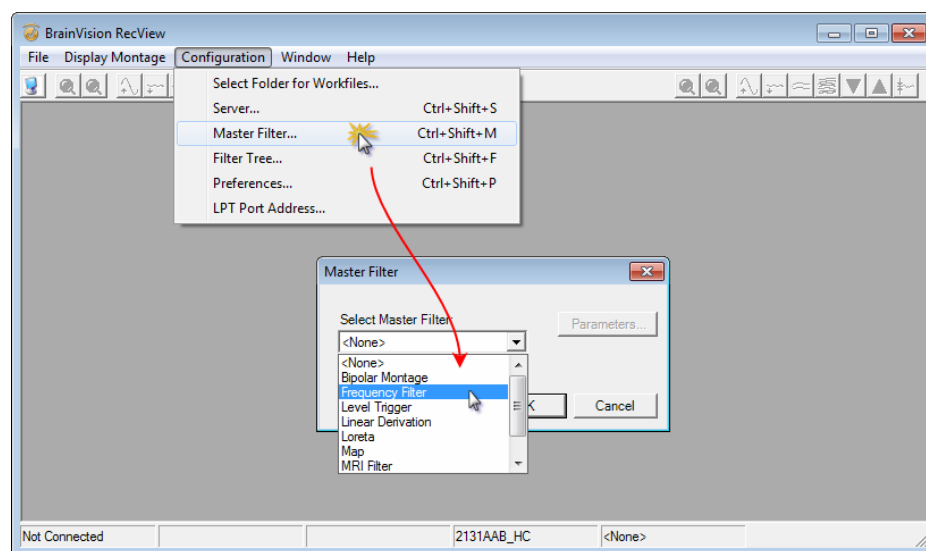 BrainVision RecView
File Display Montage Configuration Window Help
Select Folder for Workfiles...
Server... Ctrl+Shift+S
Master Filter... Ctrl+Shift+M
Filter Tree... Ctrl+Shift+F
Preferences... Ctrl+Shift+P
LPT Port Address...
Master Filter
Select Master Filter
Parameters...
<None>
<None>
Bipolar Montage
Frequency Filter
Level Trigger
Linear Derivation
Loreta
Map
MRI Filter
K Cancel
Not Connected 2131AAB_HC <None>